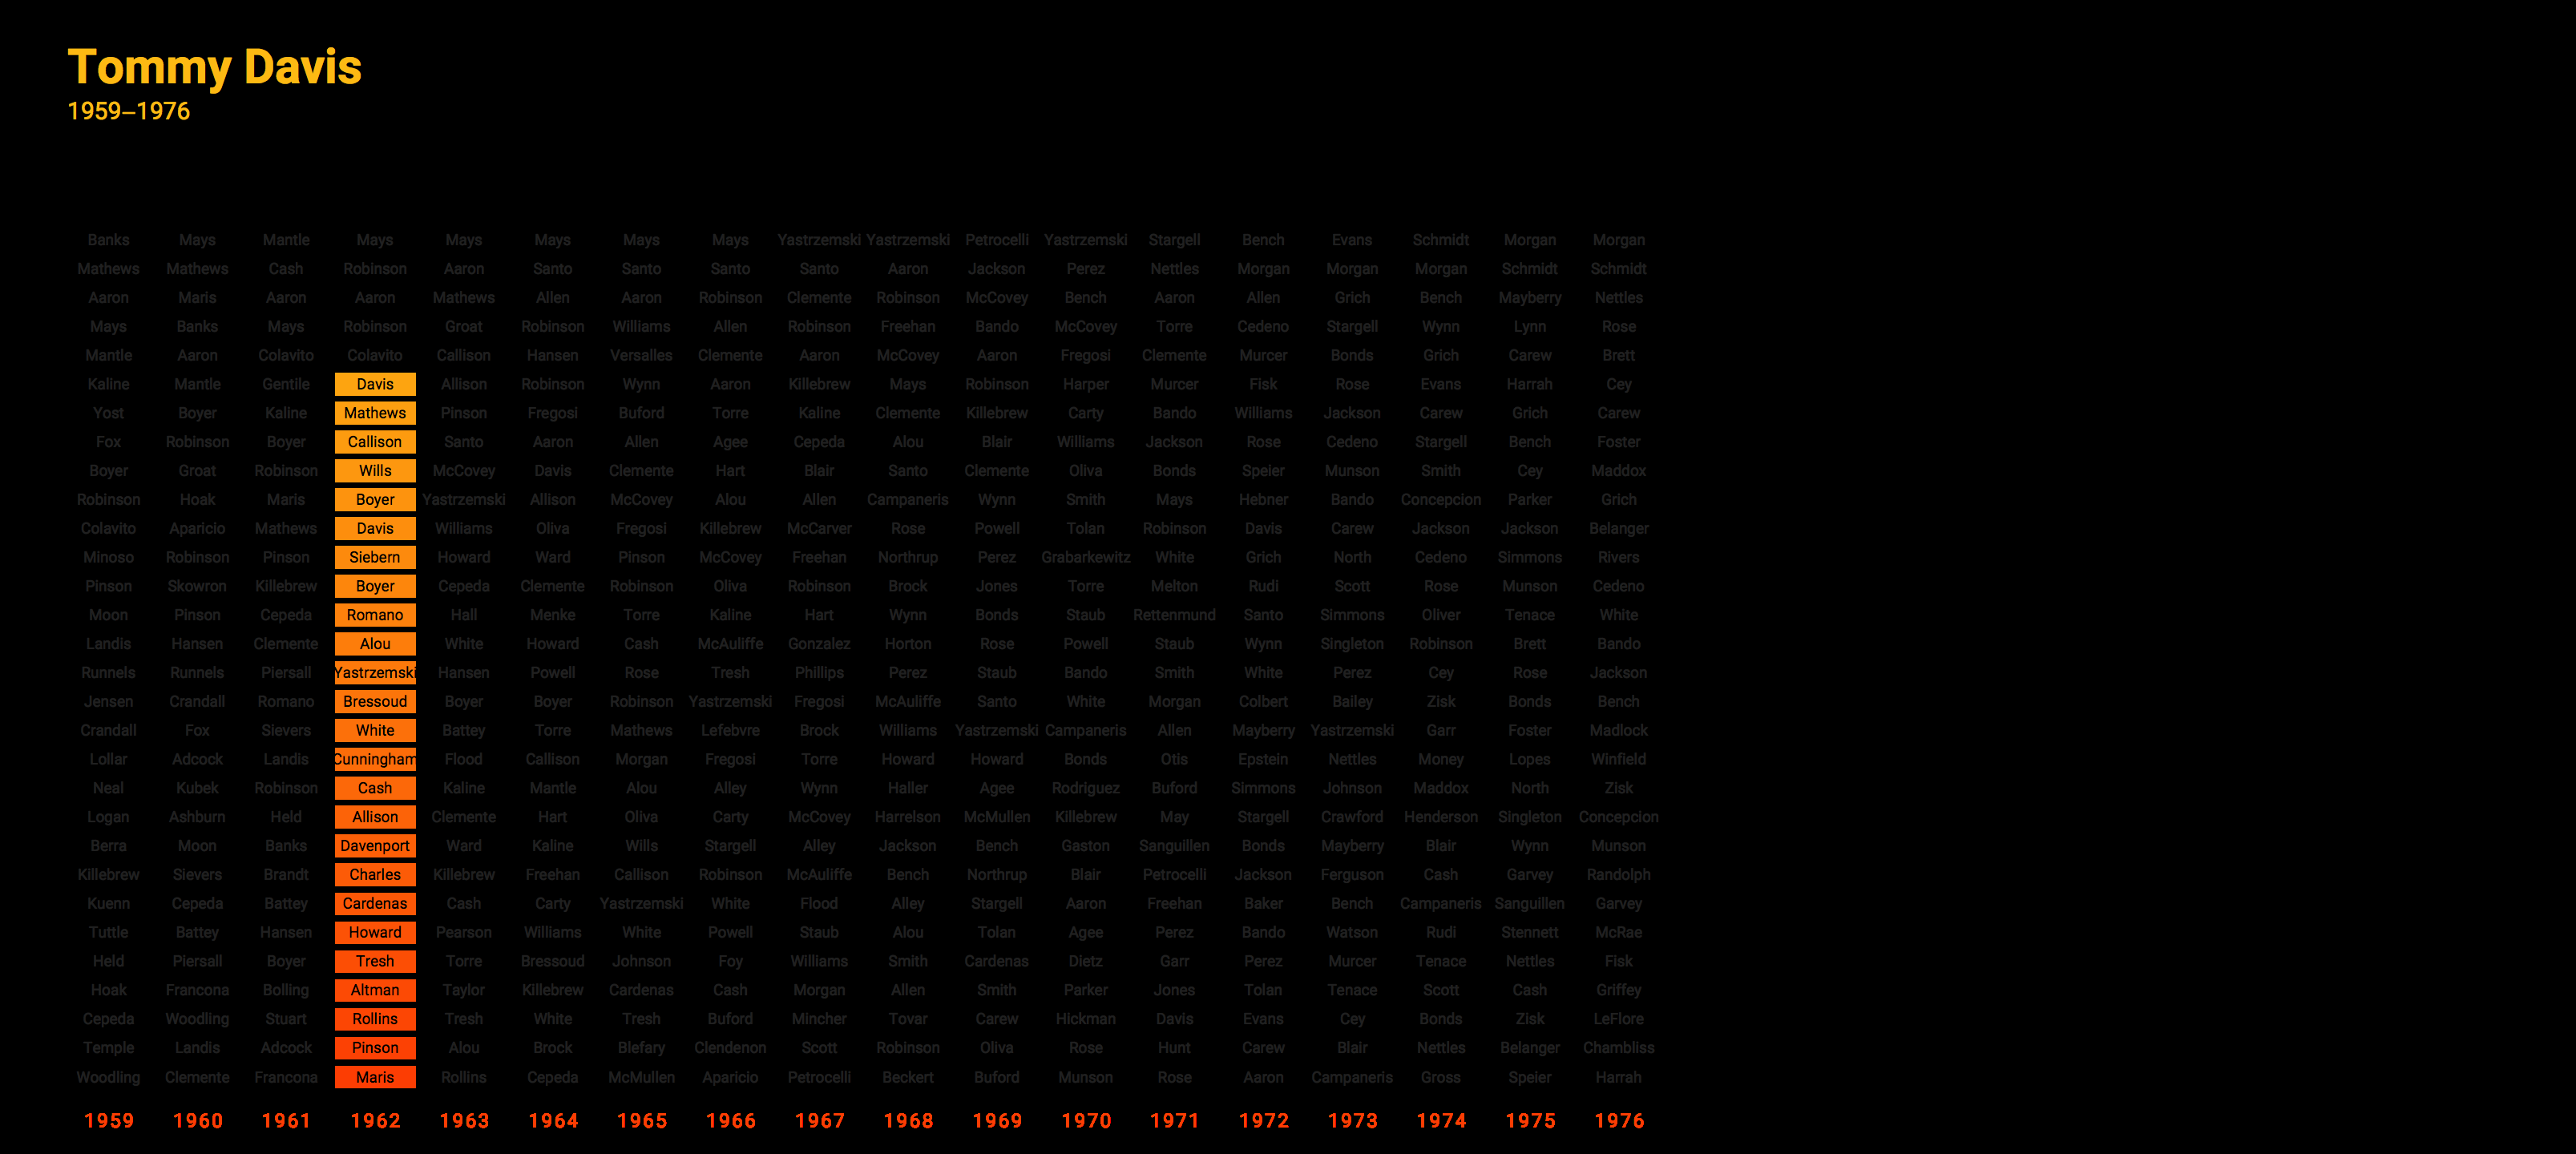 Tommy Davis
1959–1976
Banks Mays Mantle Mays Mays Mays Mays Mays Yastrzemski Yastrzemski Petrocelli Yastrzemski Stargell Bench Evans Schmidt Morgan Morgan
Mathews Mathews Cash Robinson Aaron Santo Santo Santo Santo Aaron Jackson Perez Nettles Morgan Morgan Morgan Schmidt Schmidt
Aaron Maris Aaron Aaron Mathews Allen Aaron Robinson Clemente Robinson McCovey Bench Aaron Allen Grich Bench Mayberry Nettles
Mays Banks Mays Robinson Groat Robinson Williams Allen Robinson Freehan Bando McCovey Torre Cedeno Stargell Wynn Lynn Rose
Mantle Aaron Colavito Colavito Callison Hansen Versalles Clemente Aaron McCovey Aaron Fregosi Clemente Murcer Bonds Grich Carew Brett
Kaline Mantle Gentile Davis Allison Robinson Wynn Aaron Killebrew Mays Robinson Harper Murcer Fisk Rose Evans Harrah Cey
Yost Boyer Kaline Mathews Pinson Fregosi Buford Torre Kaline Clemente Killebrew Carty Bando Williams Jackson Carew Grich Carew
Fox Robinson Boyer Callison Santo Aaron Allen Agee Cepeda Alou Blair Williams Jackson Rose Cedeno Stargell Bench Foster
Boyer Groat Robinson Wills McCovey Davis Clemente Hart Blair Santo Clemente Oliva Bonds Speier Munson Smith Cey Maddox
Robinson Hoak Maris Boyer Yastrzemski Allison McCovey Alou Allen Campaneris Wynn Smith Mays Hebner Bando Concepcion Parker Grich
Colavito Aparicio Mathews Davis Williams Oliva Fregosi Killebrew McCarver Rose Powell Tolan Robinson Davis Carew Jackson Jackson Belanger
Minoso Robinson Pinson Siebern Howard Ward Pinson McCovey Freehan Northrup Perez Grabarkewitz White Grich North Cedeno Simmons Rivers
Pinson Skowron Killebrew Boyer Cepeda Clemente Robinson Oliva Robinson Brock Jones Torre Melton Rudi Scott Rose Munson Cedeno
Moon Pinson Cepeda Romano Hall Menke Torre Kaline Hart Wynn Bonds Staub Rettenmund Santo Simmons Oliver Tenace White
Landis Hansen Clemente Alou White Howard Cash McAuliffe Gonzalez Horton Rose Powell Staub Wynn Singleton Robinson Brett Bando
Runnels Runnels Piersall Yastrzemski Hansen Powell Rose Tresh Phillips Perez Staub Bando Smith White Perez Cey Rose Jackson
Jensen Crandall Romano Bressoud Boyer Boyer Robinson Yastrzemski Fregosi McAuliffe Santo White Morgan Colbert Bailey Zisk Bonds Bench
Crandall Fox Sievers White Battey Torre Mathews Lefebvre Brock Williams Yastrzemski Campaneris Allen Mayberry Yastrzemski Garr Foster Madlock
Lollar Adcock Landis Cunningham Flood Callison Morgan Fregosi Torre Howard Howard Bonds Otis Epstein Nettles Money Lopes Winfield
Neal Kubek Robinson Cash Kaline Mantle Alou Alley Wynn Haller Agee Rodriguez Buford Simmons Johnson Maddox North Zisk
Logan Ashburn Held Allison Clemente Hart Oliva Carty McCovey Harrelson McMullen Killebrew May Stargell Crawford Henderson Singleton Concepcion
Berra Moon Banks Davenport Ward Kaline Wills Stargell Alley Jackson Bench Gaston Sanguillen Bonds Mayberry Blair Wynn Munson
Killebrew Sievers Brandt Charles Killebrew Freehan Callison Robinson McAuliffe Bench Northrup Blair Petrocelli Jackson Ferguson Cash Garvey Randolph
Kuenn Cepeda Battey Cardenas Cash Carty Yastrzemski White Flood Alley Stargell Aaron Freehan Baker Bench Campaneris Sanguillen Garvey
Tuttle Battey Hansen Howard Pearson Williams White Powell Staub Alou Tolan Agee Perez Bando Watson Rudi Stennett McRae
Held Piersall Boyer Tresh Torre Bressoud Johnson Foy Williams Smith Cardenas Dietz Garr Perez Murcer Tenace Nettles Fisk
Hoak Francona Bolling Altman Taylor Killebrew Cardenas Cash Morgan Allen Smith Parker Jones Tolan Tenace Scott Cash Griffey
Cepeda Woodling Stuart Rollins Tresh White Tresh Buford Mincher Tovar Carew Hickman Davis Evans Cey Bonds Zisk LeFlore
Temple Landis Adcock Pinson Alou Brock Blefary Clendenon Scott Robinson Oliva Rose Hunt Carew Blair Nettles Belanger Chambliss
Woodling Clemente Francona Maris Rollins Cepeda McMullen Aparicio Petrocelli Beckert Buford Munson Rose Aaron Campaneris Gross Speier Harrah
1959 1960 1961 1962 1963 1964 1965 1966 1967 1968 1969 1970 1971 1972 1973 1974 1975 1976